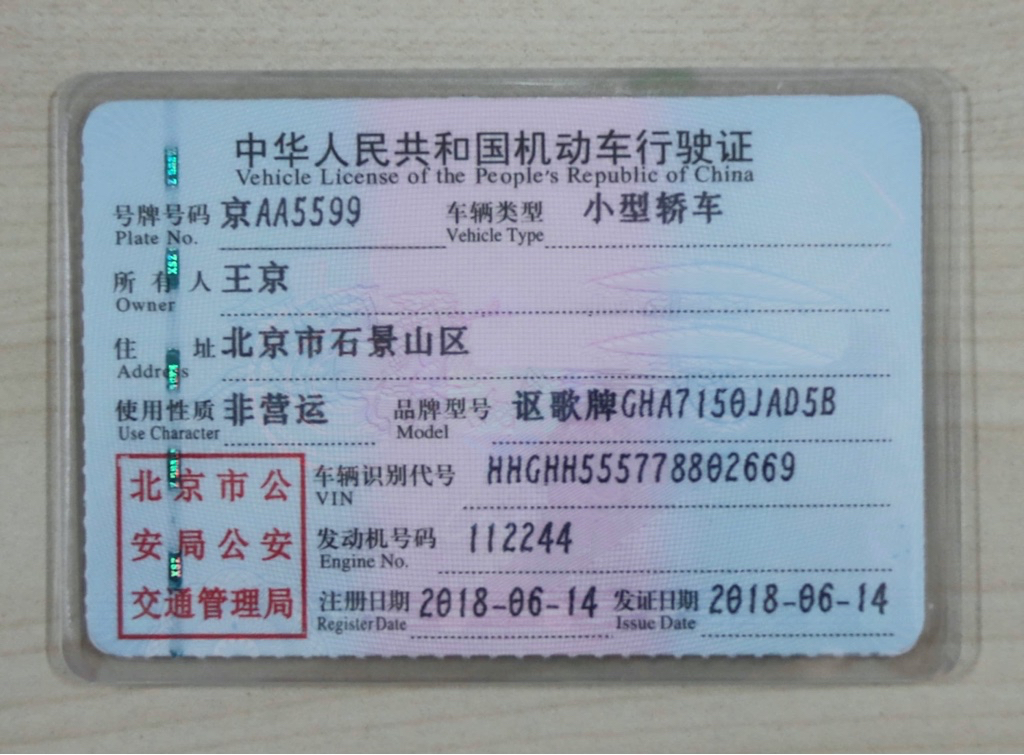 中华人民共和国机动车行驶证
Vehicle License of the People's Republic of China
号牌号码 京AA5599 车辆类型 小型轿车
Plate No. Vehicle Type
所有人 王京
Owner
住址 北京市石景山区
Address
使用性质 非营运 品牌型号 讴歌牌GHA7150JAD5B
Use Character Model
北京市公
安局公安
交通管理局
车辆识别代号 HHGHH555778802669
VIN
发动机号码 112244
Engine No.
注册日期 2018-06-14 发证日期 2018-06-14
Register Date Issue Date